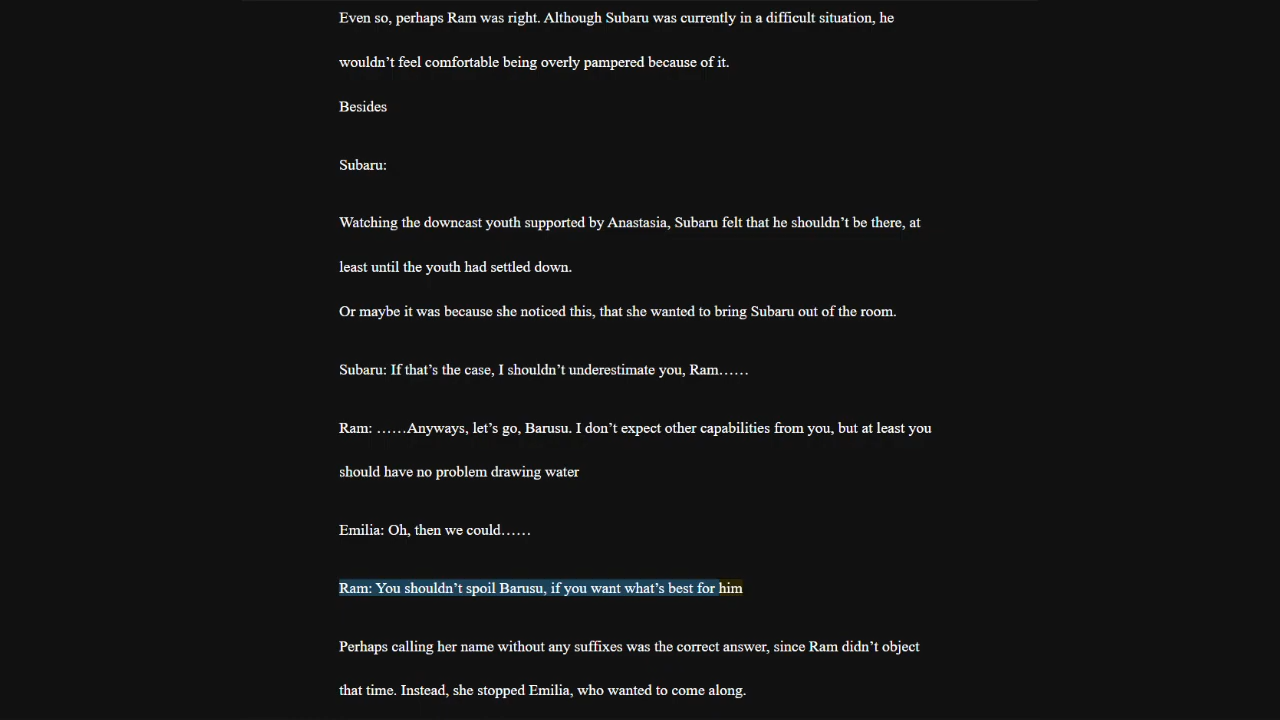 Even so, perhaps Ram was right. Although Subaru was currently in a difficult situation, he
wouldn’t feel comfortable being overly pampered because of it.
Besides
Subaru:
Watching the downcast youth supported by Anastasia, Subaru felt that he shouldn’t be there, at
least until the youth had settled down.
Or maybe it was because she noticed this, that she wanted to bring Subaru out of the room.
Subaru: If that’s the case, I shouldn’t underestimate you, Ram……
Ram: ……Anyways, let’s go, Barusu. I don’t expect other capabilities from you, but at least you
should have no problem drawing water
Emilia: Oh, then we could……
Ram: You shouldn’t spoil Barusu, if you want what’s best for him
Perhaps calling her name without any suffixes was the correct answer, since Ram didn’t object
that time. Instead, she stopped Emilia, who wanted to come along.